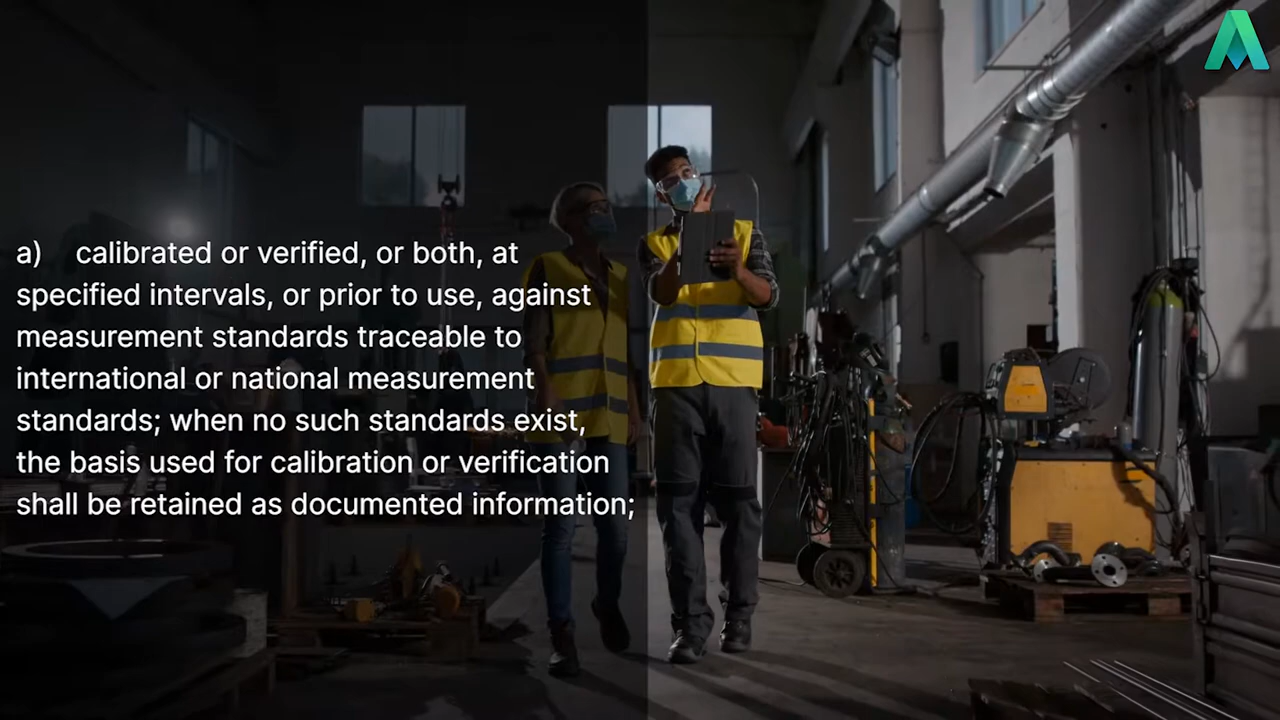 a) calibrated or verified, or both, at
specified intervals, or prior to use, against
measurement standards traceable to
international or national measurement
standards; when no such standards exist,
the basis used for calibration or verification
shall be retained as documented information;